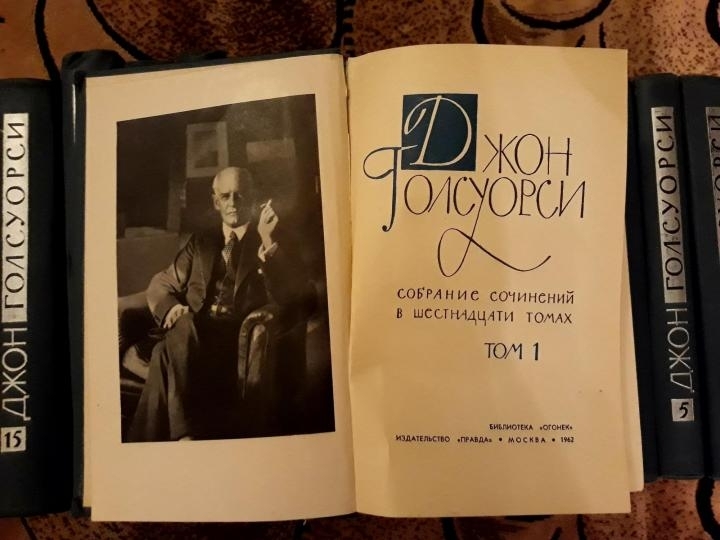 15 ДЖОН ГОЛСУОРСИ
ДЖОН
ГОЛСУОРСИ
СОБРАНИЕ СОЧИНЕНИЙ
В ШЕСТНАДЦАТИ ТОМАХ
ТОМ 1
БИБЛИОТЕКА «ОГОНЕК»
ИЗДАТЕЛЬСТВО «ПРАВДА» • МОСКВА • 1962
5 ДЖОН ГОЛСУОРСИ